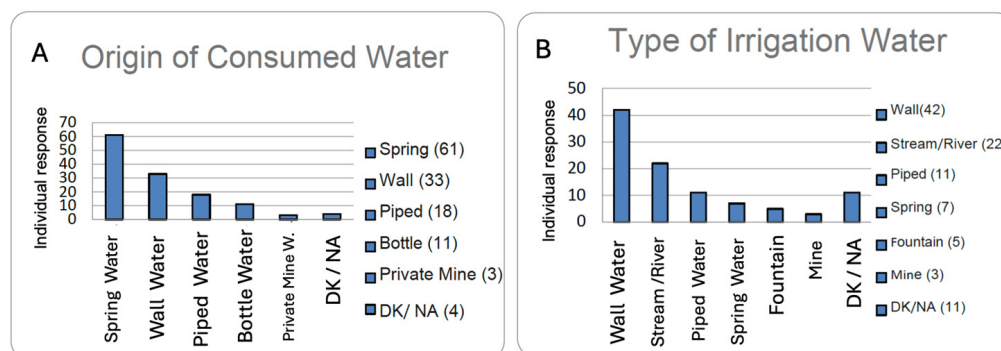 A
Origin of Consumed Water
Individual response
70
60
50
40
30
20
10
0
Spring Water
Wall Water
Piped Water
Bottle Water
Private Mine W.
DK / NA
Spring (61)
Wall (33)
Piped (18)
Bottle (11)
Private Mine (3)
DK/ NA (4)
B
Type of Irrigation Water
Individual response
50
40
30
20
10
0
Wall Water
Stream /River
Piped Water
Spring Water
Fountain
Mine
DK / NA
Wall(42)
Stream/River (22
Piped (11)
Spring (7)
Fountain (5)
Mine (3)
DK/NA (11)